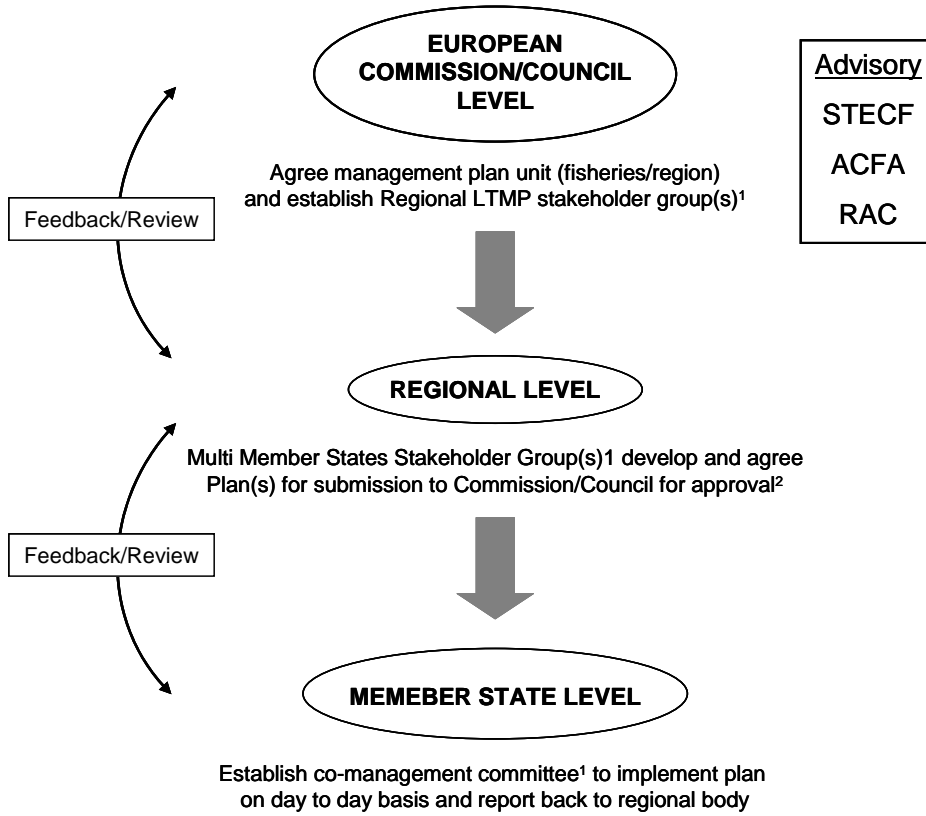 EUROPEAN
COMMISSION/COUNCIL
LEVEL
Advisory
STECF
ACFA
RAC
Agree management plan unit (fisheries/region)
and establish Regional LTMP stakeholder group(s)¹
Feedback/Review
REGIONAL LEVEL
Multi Member States Stakeholder Group(s)1 develop and agree
Plan(s) for submission to Commission/Council for approval²
Feedback/Review
MEMEBER STATE LEVEL
Establish co-management committee¹ to implement plan
on day to day basis and report back to regional body